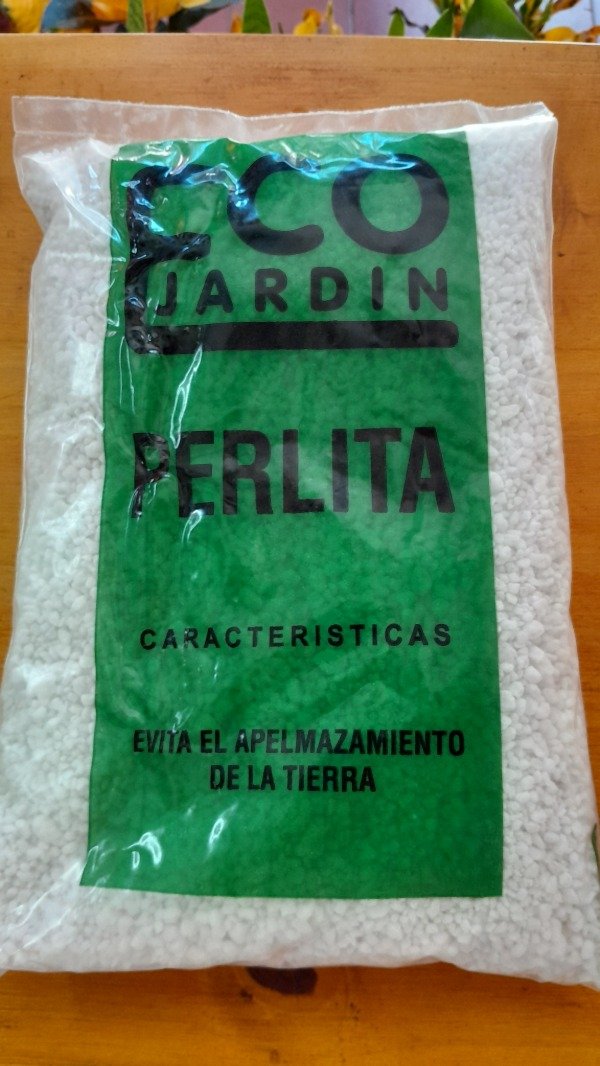 ECO
JARDIN
PERLITA
CARACTERISTICAS
EVITA EL APELMAZAMIENTO
DE LA TIERRA